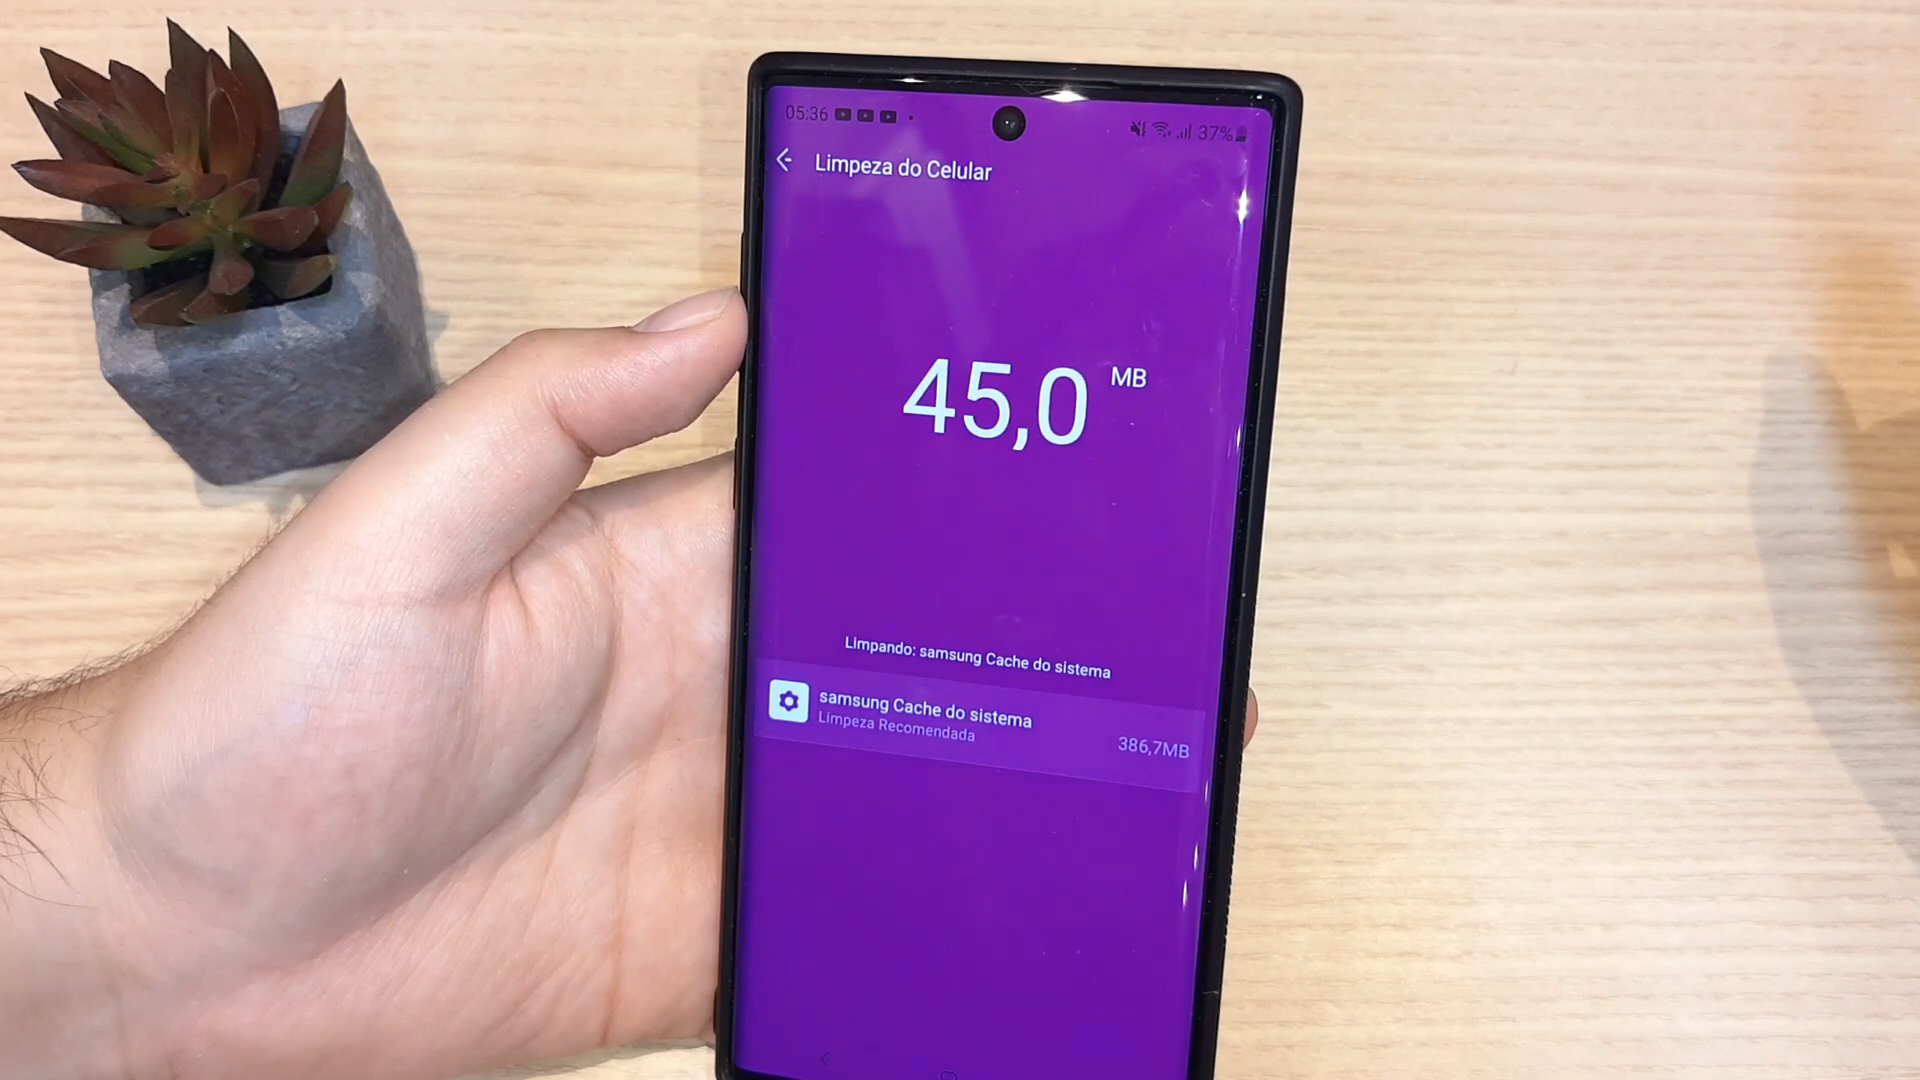 05:36
37%
Limpeza do Celular
45,0 MB
Limpando: samsung Cache do sistema
samsung Cache do sistema
Limpeza Recomendada
386,7MB